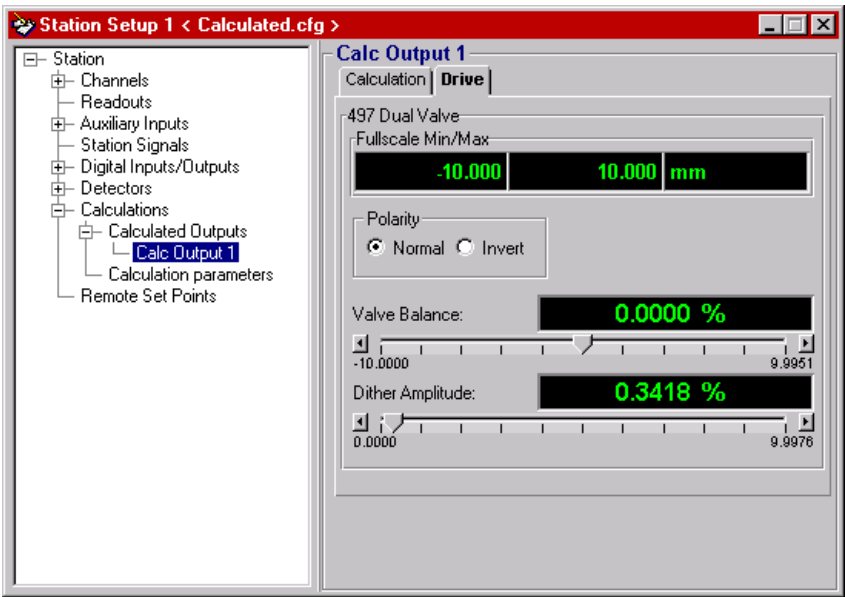 Station Setup 1 < Calculated.cfg >
Station
Channels
Readouts
Auxiliary Inputs
Station Signals
Digital Inputs/Outputs
Detectors
Calculations
Calculated Outputs
Calc Output 1
Calculation parameters
Remote Set Points
Calc Output 1
Calculation Drive
497 Dual Valve
Fullscale Min/Max
-10.000 10.000 mm
Polarity
Normal Invert
Valve Balance: 0.0000 %
-10.0000 9.9951
Dither Amplitude: 0.3418 %
0.0000 9.9976